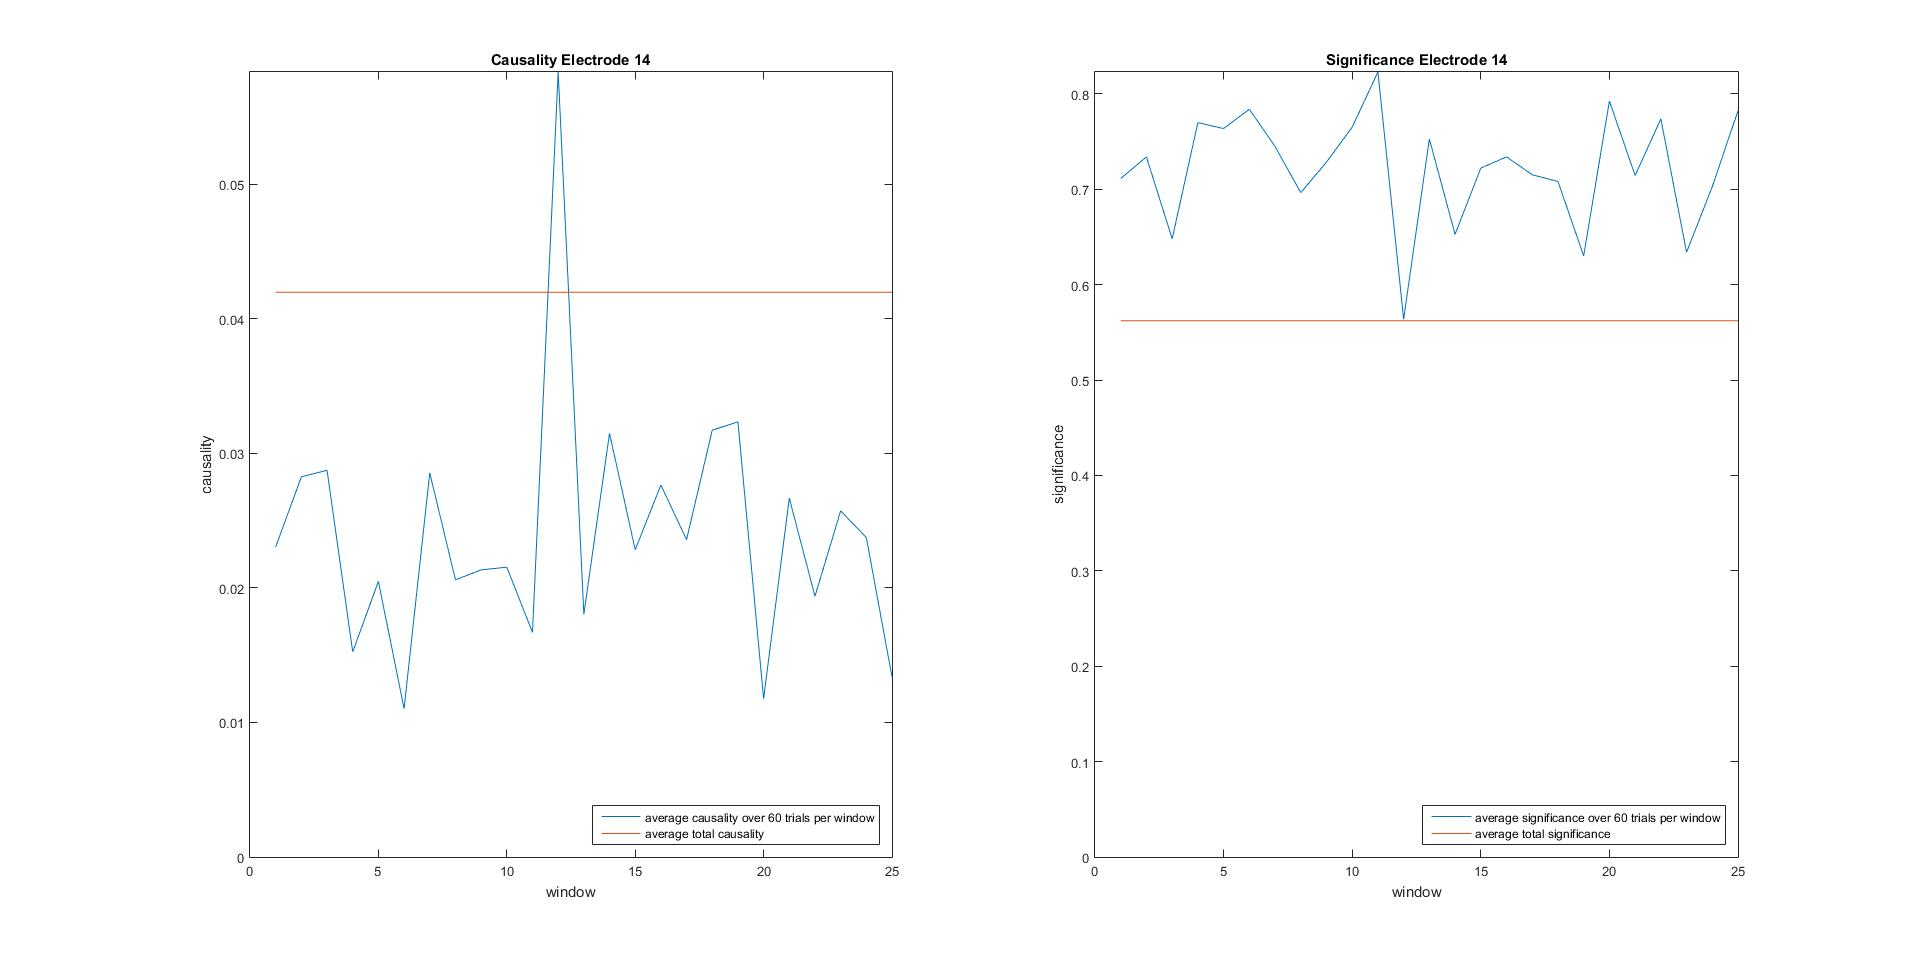 Causality Electrode 14
0.05
0.04
0.03
0.02
0.01
0
causality
0 5 10 15 20 25
window
average causality over 60 trials per window
average total causality
Significance Electrode 14
0.8
0.7
0.6
0.5
0.4
0.3
0.2
0.1
0
significance
0 5 10 15 20 25
window
average significance over 60 trials per window
average total significance